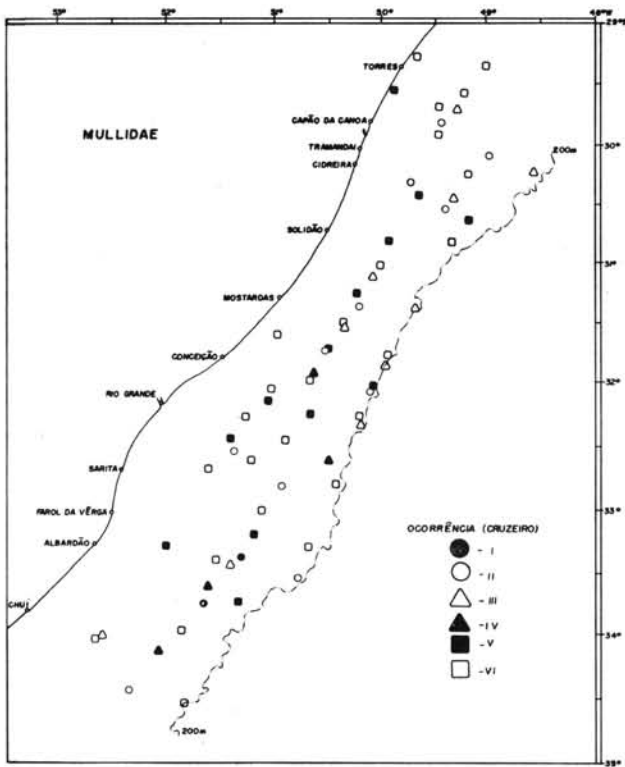 53° 52° 51° 50° 49° 48°W
29°S
TORRES
CAPÃO DA CANOA
MULLIDAE
30°
TRAMANDAÍ
CIDREIRA
200m
SOLIDÃO
31°
MOSTARDAS
CONCEIÇÃO
32°
RIO GRANDE
SARITA
33°
FAROL DA VÊRGA
OCORRÊNCIA (CRUZEIRO)
ALBARDÃO
- I
- II
CHUÍ
- III
- IV
34°
- V
- VI
200m
35°